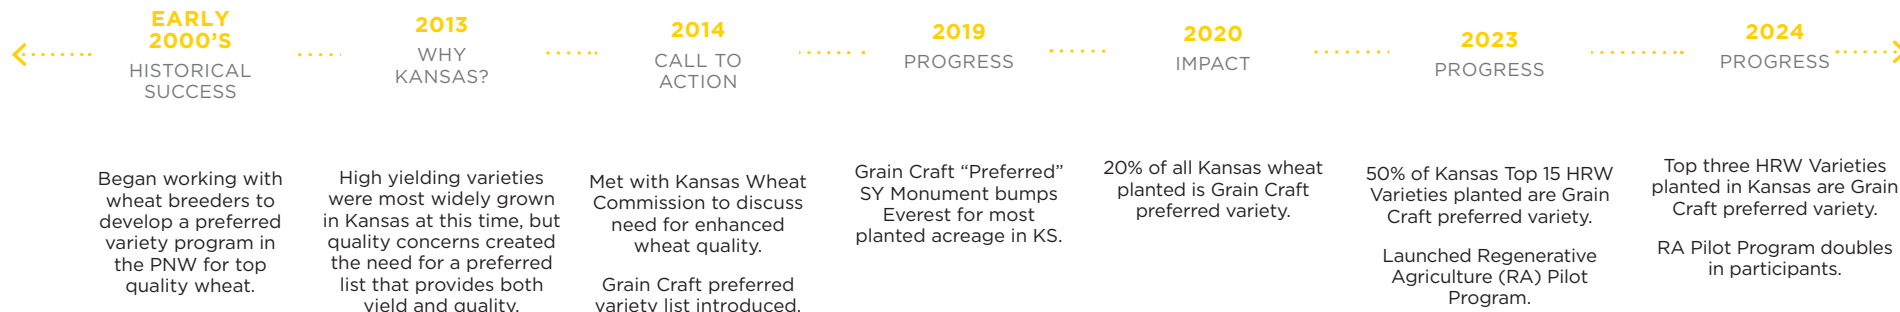 EARLY
2000'S
HISTORICAL
SUCCESS
Began working with
wheat breeders to
develop a preferred
variety program in
the PNW for top
quality wheat.
2013
WHY
KANSAS?
High yielding varieties
were most widely grown
in Kansas at this time, but
quality concerns created
the need for a preferred
list that provides both
yield and quality.
2014
CALL TO
ACTION
Met with Kansas Wheat
Commission to discuss
need for enhanced
wheat quality.
Grain Craft preferred
variety list introduced.
2019
PROGRESS
Grain Craft “Preferred”
SY Monument bumps
Everest for most
planted acreage in KS.
2020
IMPACT
20% of all Kansas wheat
planted is Grain Craft
preferred variety.
2023
PROGRESS
50% of Kansas Top 15 HRW
Varieties planted are Grain
Craft preferred variety.
Launched Regenerative
Agriculture (RA) Pilot
Program.
2024
PROGRESS
Top three HRW Varieties
planted in Kansas are Grain
Craft preferred variety.
RA Pilot Program doubles
in participants.